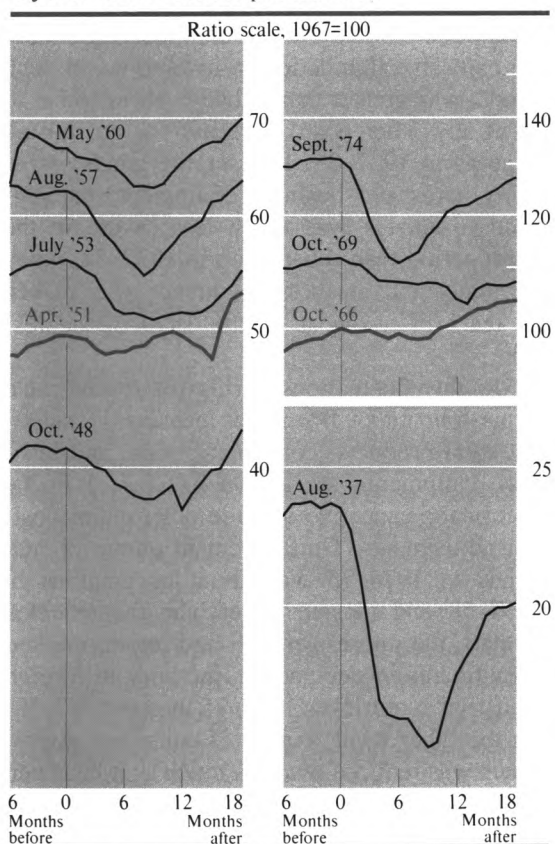 Ratio scale, 1967=100
70
May '60
Aug. '57
60
July '53
Apr. '51
50
Oct. '48
40
6 0 6 12 18
Months before
Months after
140
Sept. '74
120
Oct. '69
Oct. '66
100
25
Aug. '37
20
6 0 6 12 18
Months before
Months after